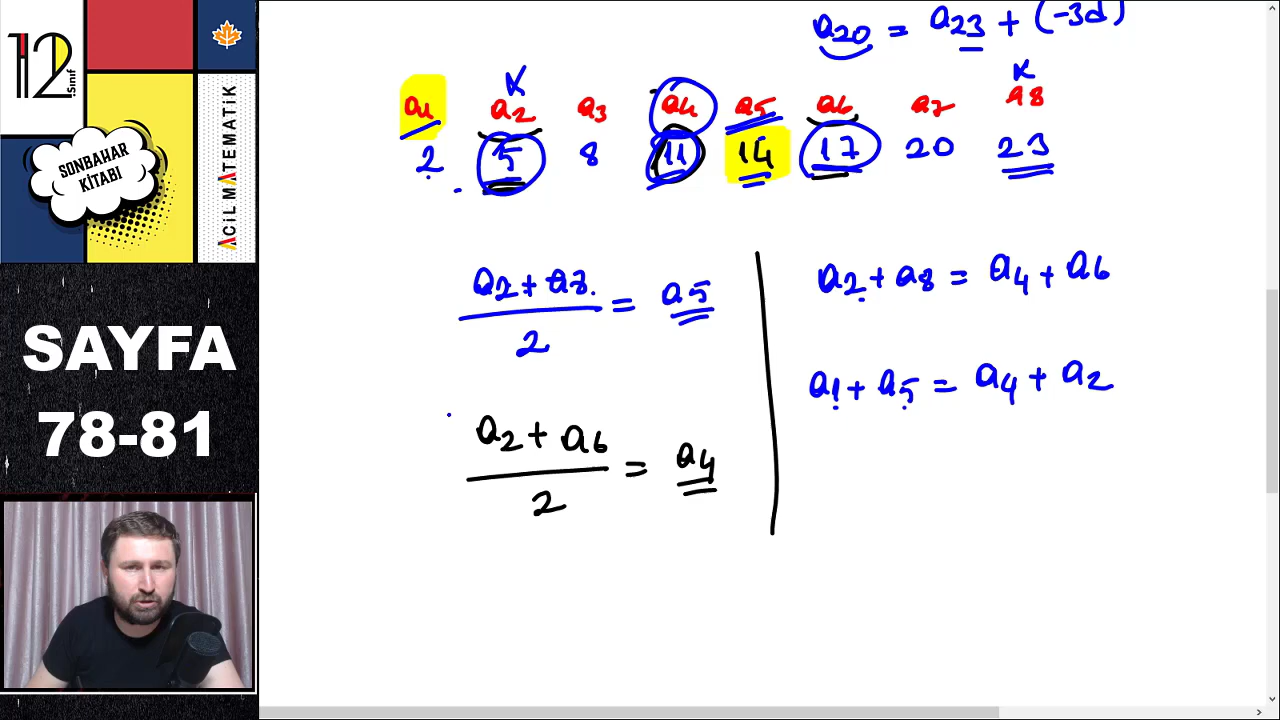 12
.Sınıf
SONBAHAR
KİTABI
ACİLMATEMATİK
SAYFA
78-81
a20 = a23 + (-3d)
a1 a2 a3 a4 a5 a6 a7 a8
2 5 8 11 14 17 20 23
a2 + a8 / 2 = a5
a2 + a6 / 2 = a4
a2 + a8 = a4 + a6
a1 + a5 = a4 + a2